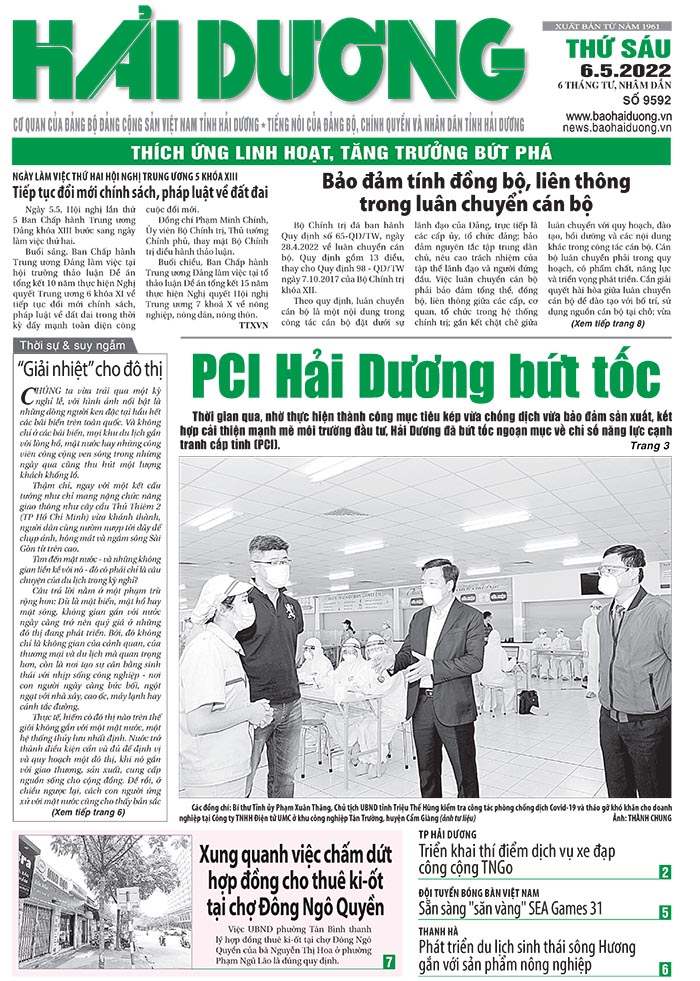 HẢI DƯƠNG
XUẤT BẢN TỪ NĂM 1961
THỨ SÁU
6.5.2022
6 THÁNG TƯ, NHÂM DẦN
SỐ 9592
www.baohaiduong.vn
news.baohaiduong.vn
CƠ QUAN CỦA ĐẢNG BỘ ĐẢNG CỘNG SẢN VIỆT NAM TỈNH HẢI DƯƠNG * TIẾNG NÓI CỦA ĐẢNG BỘ, CHÍNH QUYỀN VÀ NHÂN DÂN TỈNH HẢI DƯƠNG
THÍCH ỨNG LINH HOẠT, TĂNG TRƯỞNG BỨT PHÁ
NGÀY LÀM VIỆC THỨ HAI HỘI NGHỊ TRUNG ƯƠNG 5 KHÓA XIII
Tiếp tục đổi mới chính sách, pháp luật về đất đai
Ngày 5.5, Hội nghị lần thứ
5 Ban Chấp hành Trung ương
Đảng khóa XIII bước sang ngày
làm việc thứ hai.
Buổi sáng, Ban Chấp hành
Trung ương Đảng làm việc tại
hội trường thảo luận Đề án
tổng kết 10 năm thực hiện Nghị
quyết Trung ương 6 khóa XI về
tiếp tục đổi mới chính sách,
pháp luật về đất đai trong thời
kỳ đẩy mạnh toàn diện công
cuộc đổi mới.
Đồng chí Phạm Minh Chính,
Ủy viên Bộ Chính trị, Thủ tướng
Chính phủ, thay mặt Bộ Chính
trị điều hành thảo luận.
Buổi chiều, Ban Chấp hành
Trung ương Đảng làm việc tại tổ
thảo luận Đề án tổng kết 15 năm
thực hiện Nghị quyết Hội nghị
Trung ương 7 khoá X về nông
nghiệp, nông dân, nông thôn.
TTXVN
Bảo đảm tính đồng bộ, liên thông
trong luân chuyển cán bộ
Bộ Chính trị đã ban hành
Quy định số 65-QĐ/TW, ngày
28.4.2022 về luân chuyển cán
bộ. Quy định gồm 13 điều,
thay cho Quy định 98 - QĐ/TW
ngày 7.10.2017 của Bộ Chính trị
khóa XII.
Theo quy định, luân chuyển
cán bộ là một nội dung trong
công tác cán bộ đặt dưới sự
lãnh đạo của Đảng, trực tiếp là
các cấp ủy, tổ chức đảng; bảo
đảm nguyên tắc tập trung dân
chủ, nêu cao trách nhiệm của
tập thể lãnh đạo và người đứng
đầu. Việc luân chuyển cán bộ
phải bảo đảm tổng thể, đồng
bộ, liên thông giữa các cấp, cơ
quan, tổ chức trong hệ thống
chính trị; gắn kết chặt chẽ giữa
luân chuyển với quy hoạch, đào
tạo, bồi dưỡng và các nội dung
khác trong công tác cán bộ. Cán
bộ luân chuyển phải trong quy
hoạch, có phẩm chất, năng lực
và triển vọng phát triển. Cần giải
quyết hài hòa giữa luân chuyển
cán bộ để đào tạo với bố trí, sử
dụng nguồn cán bộ tại chỗ; vừa
(Xem tiếp trang 8)
Thời sự & suy ngẫm
“Giải nhiệt” cho đô thị
CHÚNG ta vừa trải qua một kỳ
nghỉ lễ, với hình ảnh nổi bật là
những dòng người ken đặc tại hầu hết
các bãi biển trên toàn quốc. Và không
chỉ ở các bãi biển, mọi khu du lịch gắn
với lòng hồ, mặt nước hay những công
viên công cộng ven sông trong những
ngày qua cũng thu hút một lượng
khách khổng lồ.
Thậm chí, ngay với một kết cấu
tưởng như chỉ mang nặng chức năng
giao thông như cây cầu Thủ Thiêm 2
(TP Hồ Chí Minh) vừa khánh thành,
người dân cũng nườm nượp tới đây để
chụp ảnh, hóng mát và ngắm sông Sài
Gòn từ trên cao.
Tìm đến mặt nước - và những không
gian liền kề với nó - đó có phải chỉ là câu
chuyện của du lịch trong kỳ nghỉ?
Câu trả lời nằm ở một phạm trù
rộng hơn: Dù là mặt biển, mặt hồ hay
mặt sông, không gian gắn với nước
ngày càng trở nên quý giá ở những
đô thị đang phát triển. Bởi, đó không
chỉ là không gian của cảnh quan, của
thương mại và du lịch mà quan trọng
hơn, còn là nơi tạo sự cân bằng sinh
thái với nhịp sống công nghiệp - nơi
con người ngày càng bức bối, ngột
ngạt với nhà xây, cao ốc, máy lạnh hay
cảnh tắc đường.
Thực tế, hiếm có đô thị nào trên thế
giới không gắn với một mặt nước, một
hệ thống thủy lưu nhất định. Nước trở
thành điều kiện cần và đủ để định vị
và quy hoạch một đô thị, khi nó gắn
với giao thương, sản xuất, cung cấp
nguồn sống cho cộng đồng. Để rồi, ở
chiều ngược lại, cách con người ứng
xử với mặt nước cũng cho thấy bản sắc
(Xem tiếp trang 6)
PCI Hải Dương bứt tốc
Thời gian qua, nhờ thực hiện thành công mục tiêu kép vừa chống dịch vừa bảo đảm sản xuất, kết
hợp cải thiện mạnh mẽ môi trường đầu tư, Hải Dương đã bứt tốc ngoạn mục về chỉ số năng lực cạnh
tranh cấp tỉnh (PCI).
Trang 3
Các đồng chí: Bí thư Tỉnh ủy Phạm Xuân Thăng, Chủ tịch UBND tỉnh Triệu Thế Hùng kiểm tra công tác phòng chống dịch Covid-19 và tháo gỡ khó khăn cho doanh
nghiệp tại Công ty TNHH Điện tử UMC ở khu công nghiệp Tân Trường, huyện Cẩm Giàng (ảnh tư liệu)
Ảnh: THÀNH CHUNG
Xung quanh việc chấm dứt
hợp đồng cho thuê ki-ốt
tại chợ Đông Ngô Quyền
Việc UBND phường Tân Bình thanh
lý hợp đồng thuê ki-ốt tại chợ Đông Ngô
Quyền của bà Nguyễn Thị Hoa ở phường
Phạm Ngũ Lão là đúng quy định.
7
TP HẢI DƯƠNG
Triển khai thí điểm dịch vụ xe đạp
công cộng TNGo
2
ĐỘI TUYỂN BÓNG BÀN VIỆT NAM
Sẵn sàng "săn vàng" SEA Games 31
5
THANH HÀ
Phát triển du lịch sinh thái sông Hương
gắn với sản phẩm nông nghiệp
6